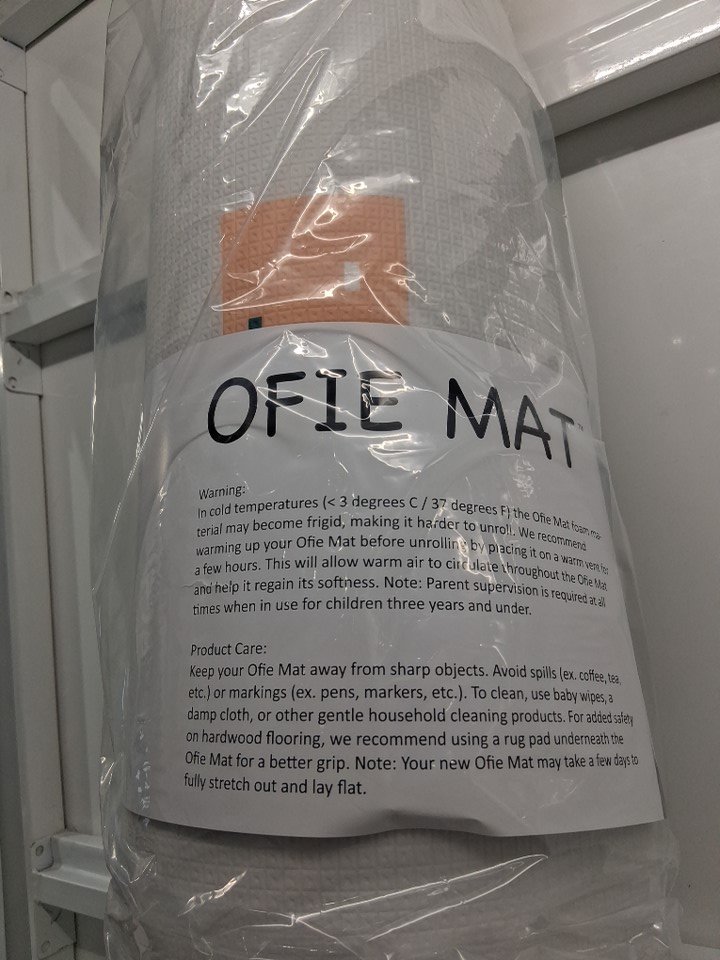 OFIE MAT™
Warning:
In cold temperatures (< 3 degrees C / 37 degrees F) the Ofie Mat foam ma-
terial may become frigid, making it harder to unroll. We recommend
warming up your Ofie Mat before unrolling by placing it on a warm vent for
a few hours. This will allow warm air to circulate throughout the Ofie Mat
and help it regain its softness. Note: Parent supervision is required at all
times when in use for children three years and under.
Product Care:
Keep your Ofie Mat away from sharp objects. Avoid spills (ex. coffee, tea,
etc.) or markings (ex. pens, markers, etc.). To clean, use baby wipes, a
damp cloth, or other gentle household cleaning products. For added safety
on hardwood flooring, we recommend using a rug pad underneath the
Ofie Mat for a better grip. Note: Your new Ofie Mat may take a few days to
fully stretch out and lay flat.